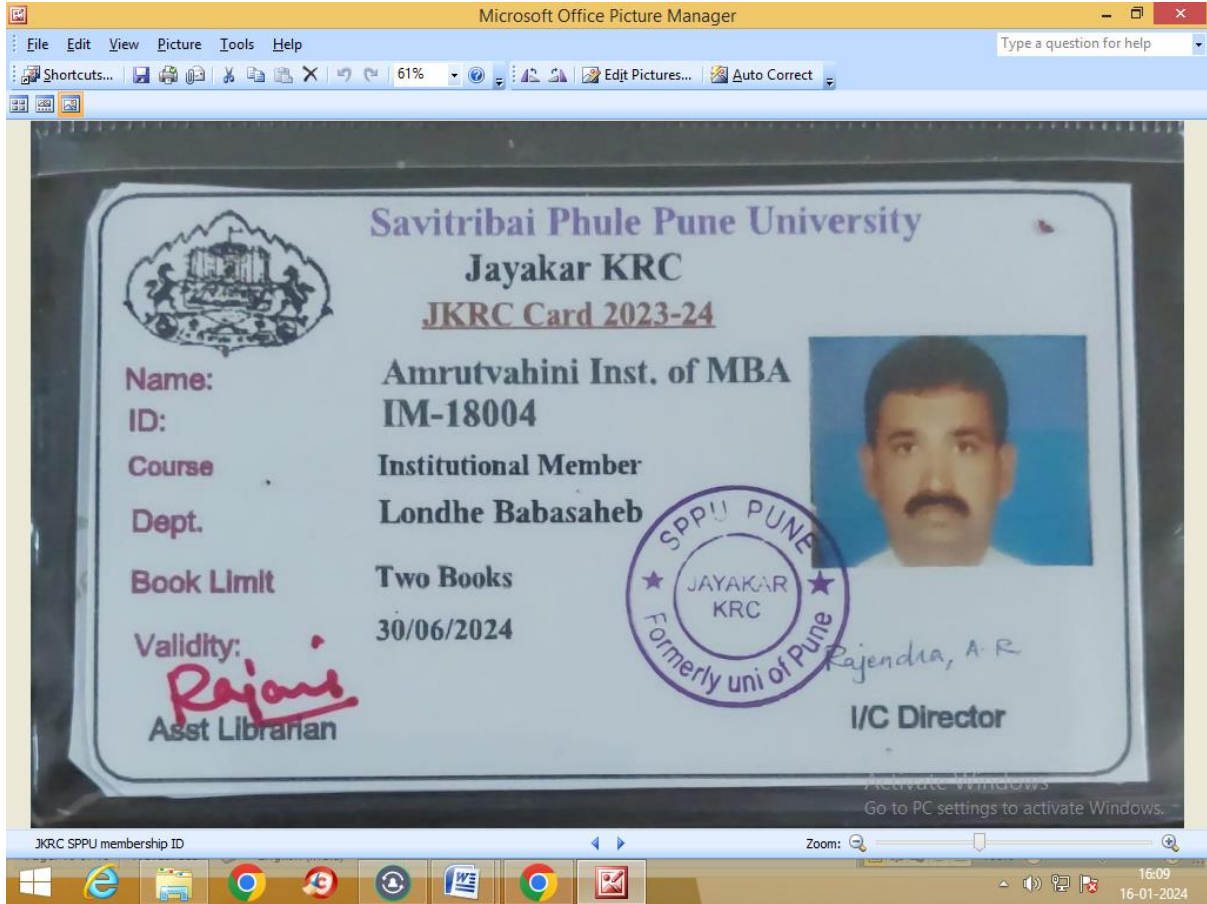 Microsoft Office Picture Manager
File Edit View Picture Tools Help
Type a question for help
Shortcuts... 61% Edit Pictures... Auto Correct
Savitribai Phule Pune University
Jayakar KRC
JKRC Card 2023-24
Name: Amrutvahini Inst. of MBA
ID: IM-18004
Course Institutional Member
Dept. Londhe Babasaheb
Book Limit Two Books
Validity: 30/06/2024
SPPU PUNE
JAYAKAR
KRC
Formerly uni of Pune
Rajani
Rajendra, A. R
Asst Librarian
I/C Director
Activate Windows
Go to PC settings to activate Windows.
JKRC SPPU membership ID
Zoom:
16:09
16-01-2024